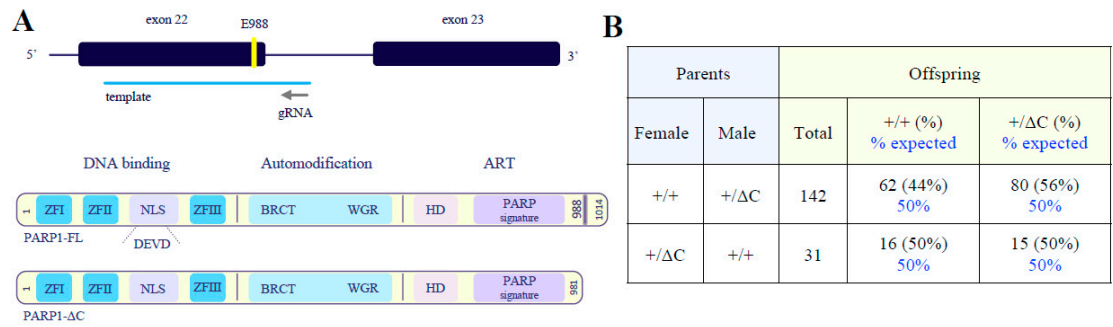 A
exon 22
E988
exon 23
5’
3’
template
gRNA
DNA binding
Automodification
ART
1
ZFI
ZFII
NLS
ZFIII
BRCT
WGR
HD
PARP
signature
988
1014
PARP1-FL
DEVD
1
ZFI
ZFII
NLS
ZFIII
BRCT
WGR
HD
PARP
signature
981
PARP1-ΔC
B
Parents
Offspring
Female
Male
Total
+/+ (%)
% expected
+/ΔC (%)
% expected
+/+
+/ΔC
142
62 (44%)
50%
80 (56%)
50%
+/ΔC
+/+
31
16 (50%)
50%
15 (50%)
50%